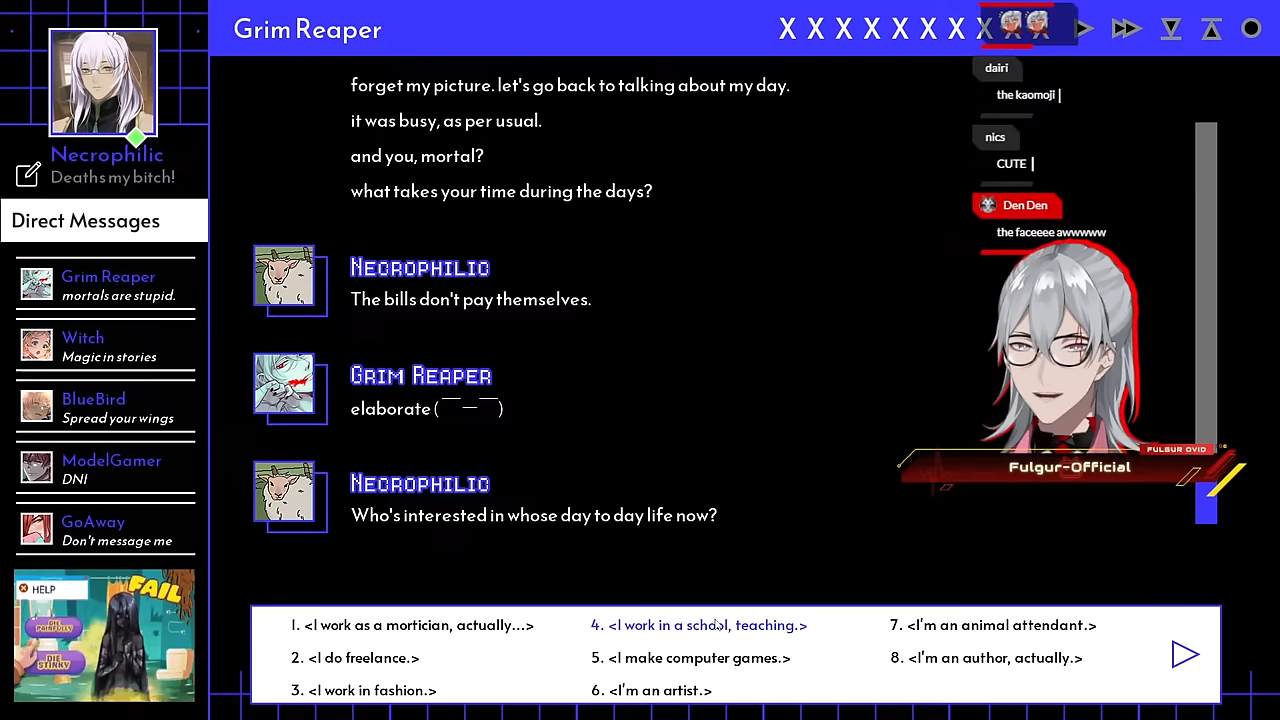 Grim Reaper
X X X X X X X X X X
Necrophilic
Deaths my bitch!
Direct Messages
Grim Reaper
mortals are stupid.
Witch
Magic in stories
BlueBird
Spread your wings
ModelGamer
DNI
GoAway
Don't message me
HELP
FAIL
DIE PAINFULLY
DIE STINKY
forget my picture. let's go back to talking about my day.
it was busy, as per usual.
and you, mortal?
what takes your time during the days?
Necrophilic
The bills don't pay themselves.
Grim Reaper
elaborate (￣—￣)
Necrophilic
Who's interested in whose day to day life now?
dairi
the kaomoji |
nics
CUTE |
Den Den
the faceeee awwwww
FULGUR OVID
Fulgur-Official
1. <I work as a mortician, actually...>
2. <I do freelance.>
3. <I work in fashion.>
4. <I work in a school, teaching.>
5. <I make computer games.>
6. <I'm an artist.>
7. <I'm an animal attendant.>
8. <I'm an author, actually.>